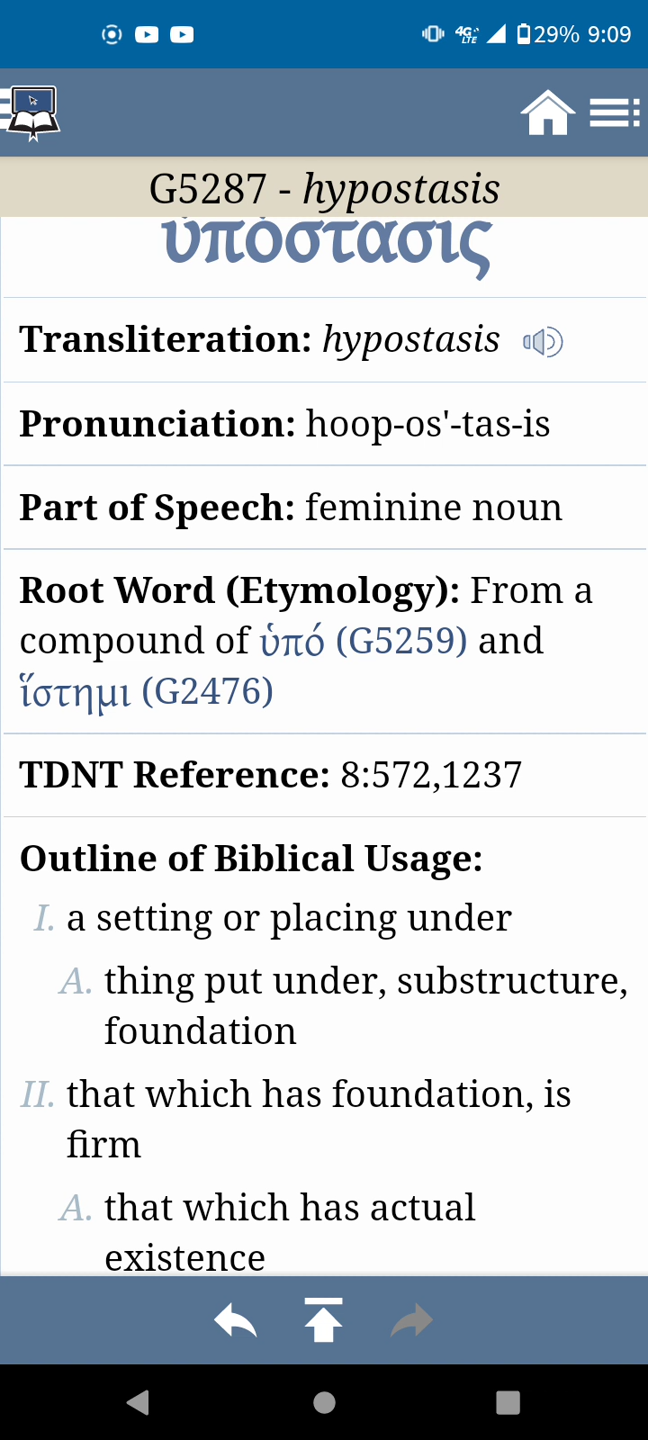 4G LTE 29% 9:09
G5287 - hypostasis
ὑπόστασις
Transliteration: hypostasis
Pronunciation: hoop-os'-tas-is
Part of Speech: feminine noun
Root Word (Etymology): From a
compound of ὑπό (G5259) and
ἵστημι (G2476)
TDNT Reference: 8:572,1237
Outline of Biblical Usage:
I. a setting or placing under
A. thing put under, substructure,
foundation
II. that which has foundation, is
firm
A. that which has actual
existence